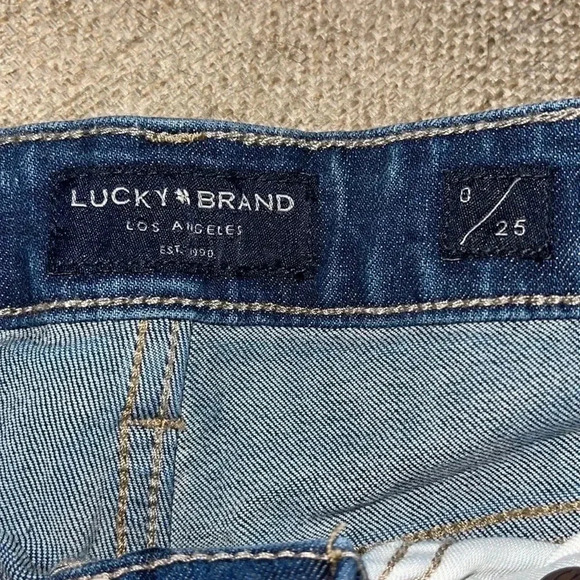 LUCKY BRAND
LOS ANGELES
EST. 1990
0/25